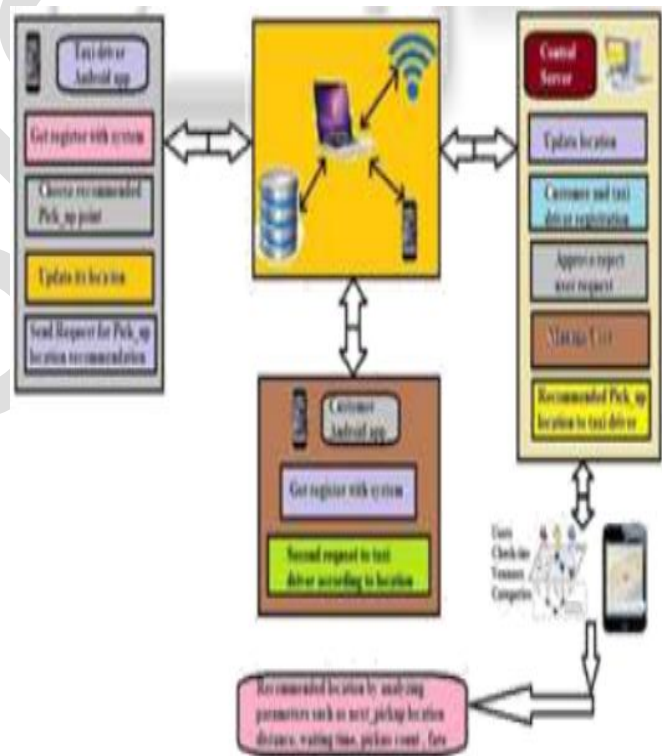 Taxi driver
Android app
Get register with system
Choose recommended
Pick_up point
Update its location
Send Request for Pick_up
location recommendation
Control
Server
Update location
Customer and taxi
driver registration
Approve reject
user request
Manage User
Recommended Pick_up
location to taxi driver
Customer
Android app
Get register with system
Second request to taxi
driver according to location
Users
Check-ins
Venues
Categories
Recommended location by analyzing
parameters such as next_pickup location
distance, waiting time, pickup count , fare